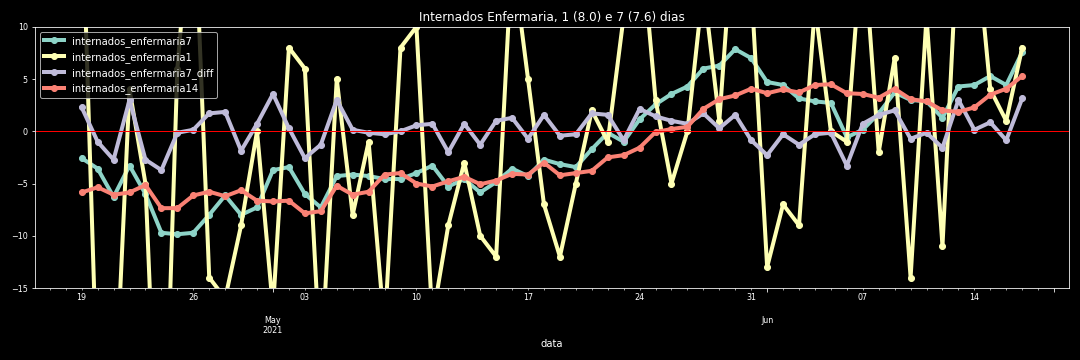 Internados Enfermaria, 1 (8.0) e 7 (7.6) dias
10
5
0
−5
−10
−15
internados_enfermaria7
internados_enfermaria1
internados_enfermaria7_diff
internados_enfermaria14
19 26 03 10 17 24 31 07 14
May Jun
2021
data